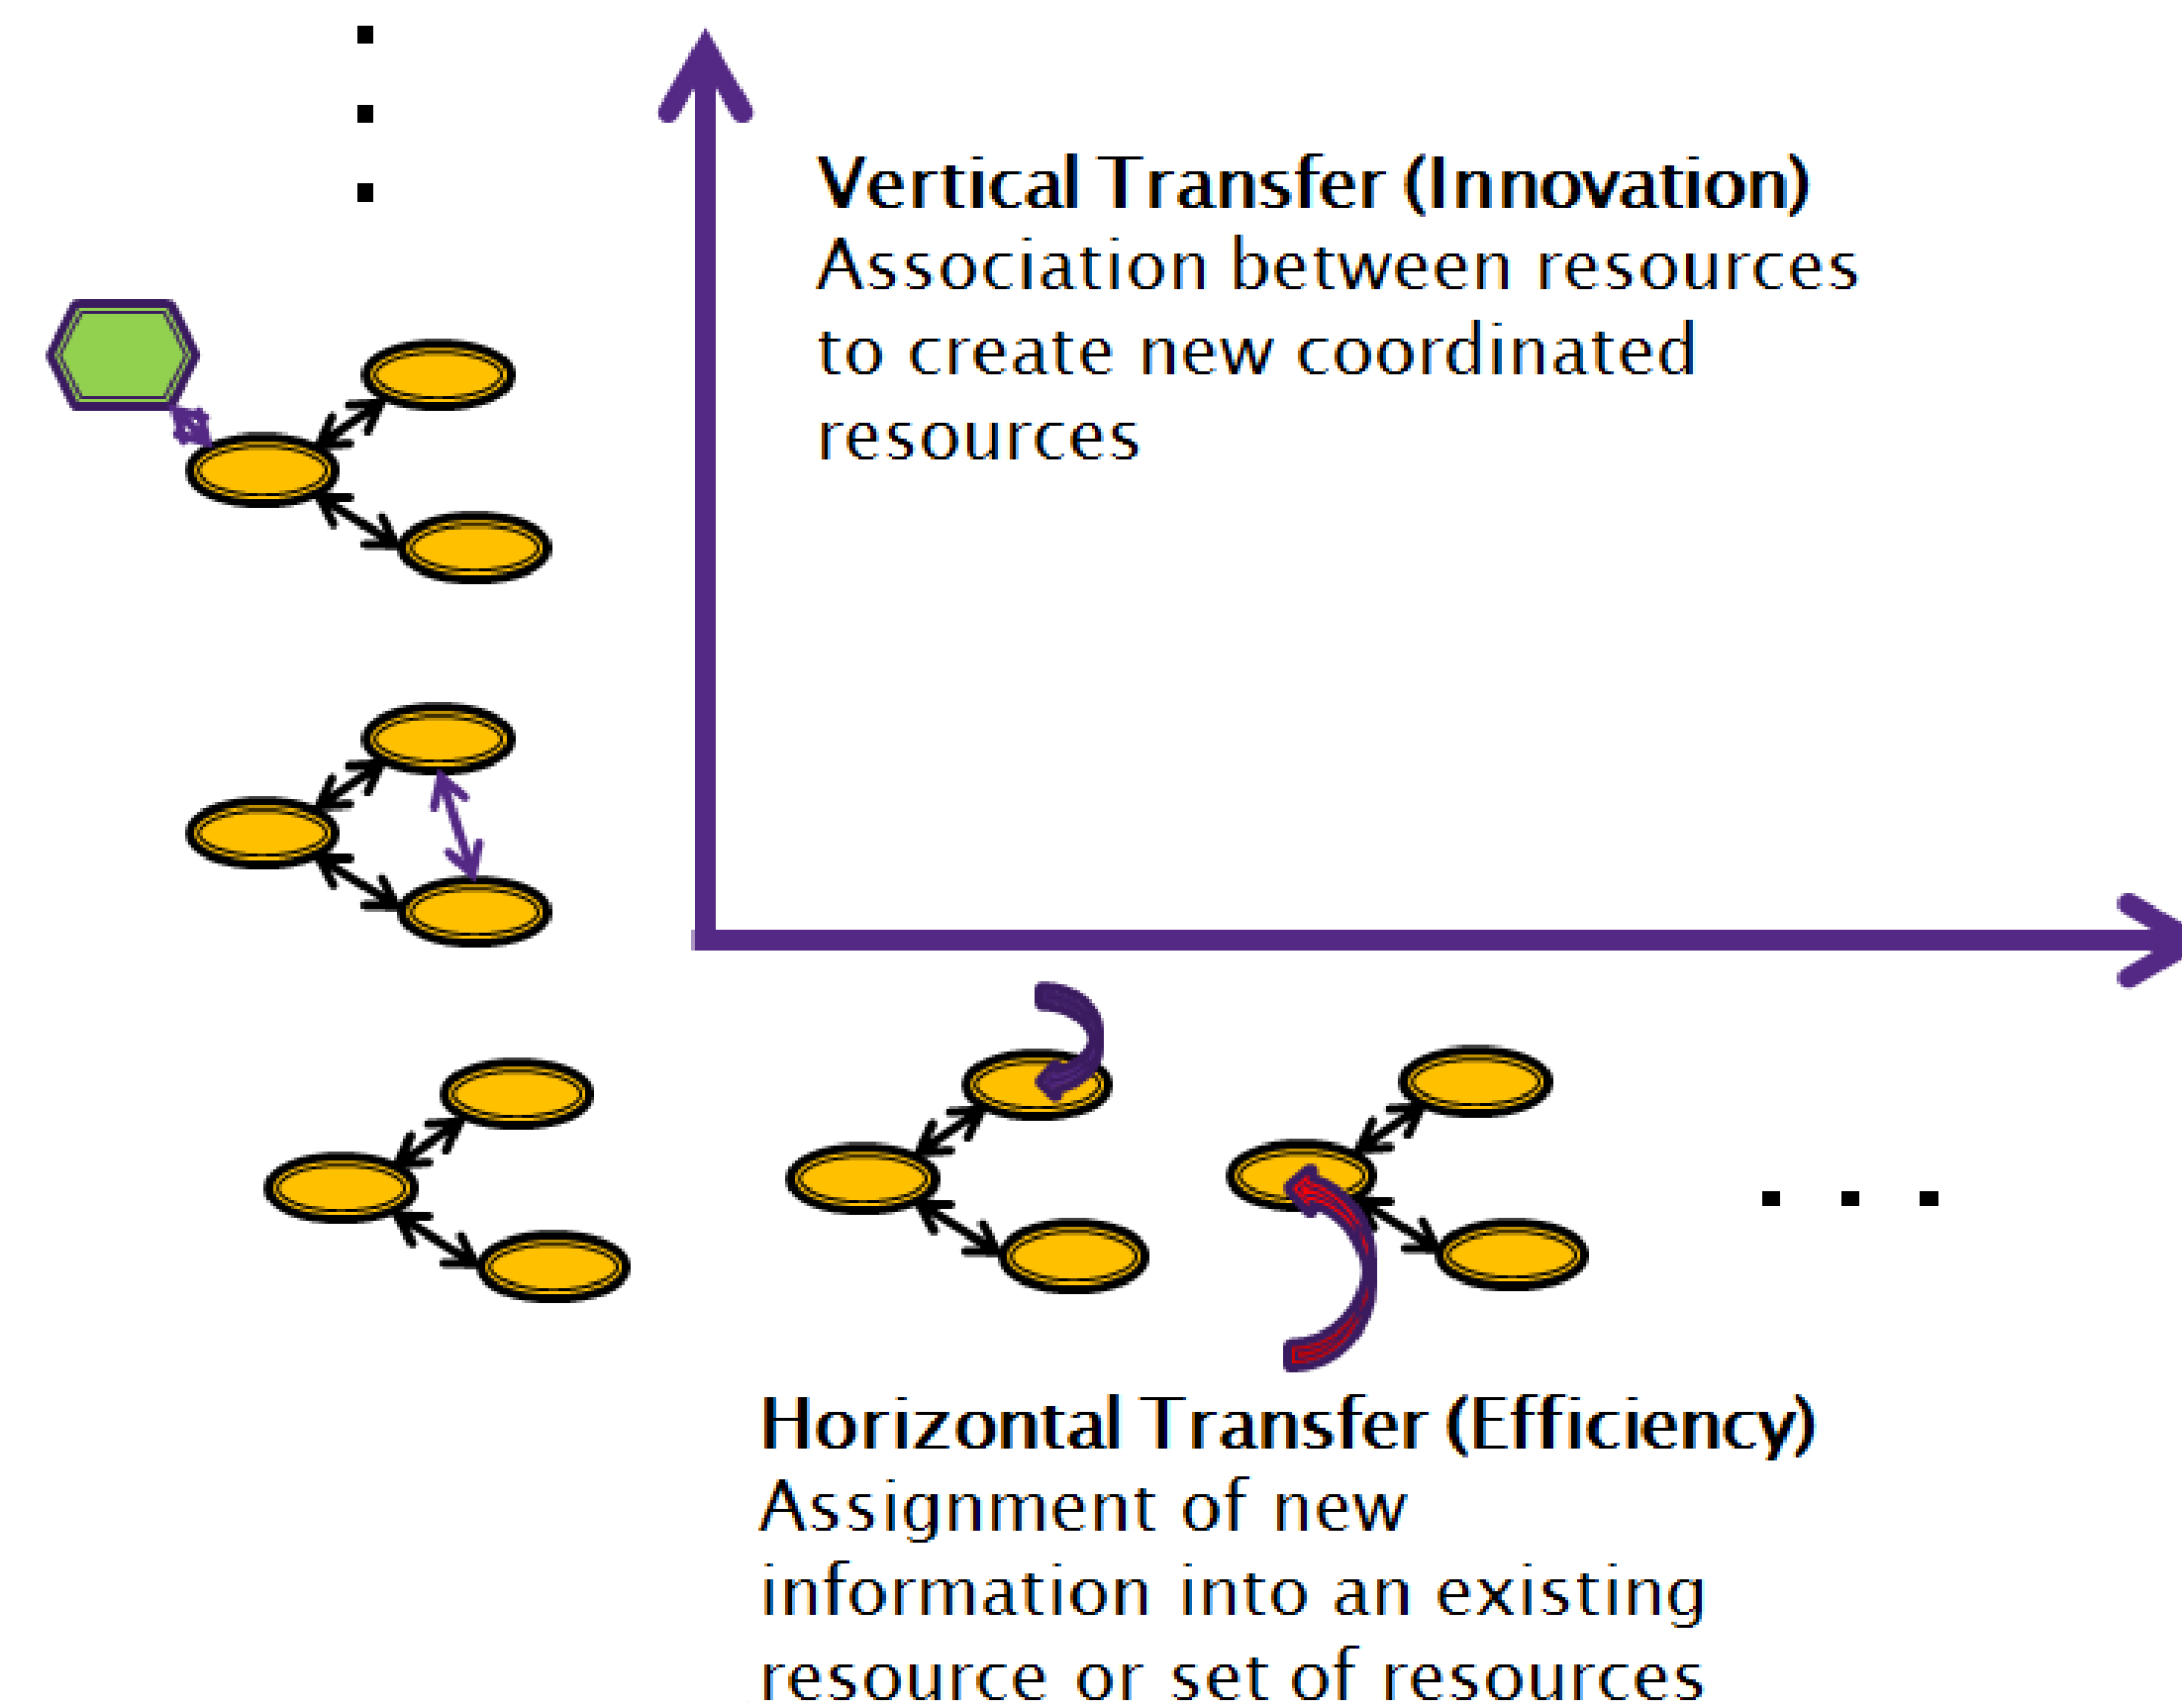 Vertical Transfer (Innovation)
Association between resources
to create new coordinated
resources
Horizontal Transfer (Efficiency)
Assignment of new
information into an existing
resource or set of resources